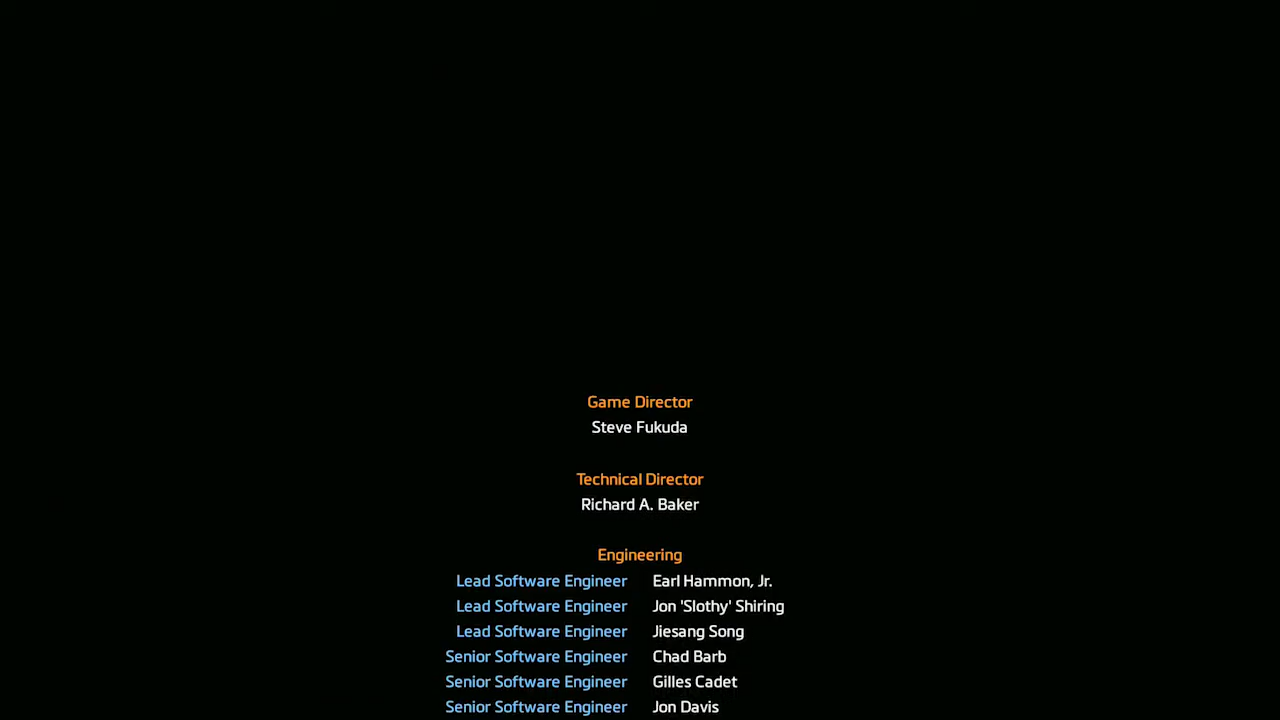 Game Director
Steve Fukuda
Technical Director
Richard A. Baker
Engineering
Lead Software Engineer Earl Hammon, Jr.
Lead Software Engineer Jon 'Slothy' Shiring
Lead Software Engineer Jiesang Song
Senior Software Engineer Chad Barb
Senior Software Engineer Gilles Cadet
Senior Software Engineer Jon Davis